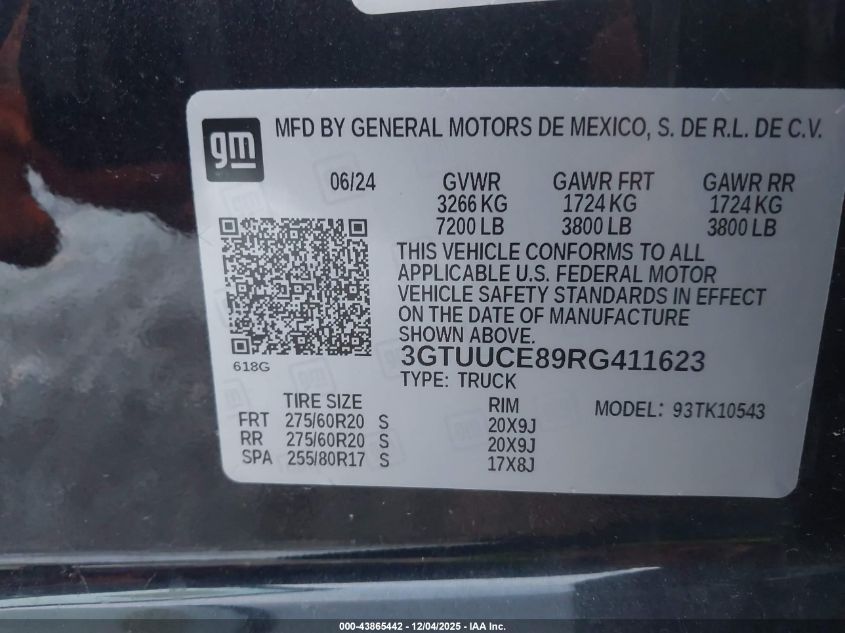 gm
MFD BY GENERAL MOTORS DE MEXICO, S. DE R.L. DE C.V.
06/24 GVWR GAWR FRT GAWR RR
3266 KG 1724 KG 1724 KG
7200 LB 3800 LB 3800 LB
THIS VEHICLE CONFORMS TO ALL
APPLICABLE U.S. FEDERAL MOTOR
VEHICLE SAFETY STANDARDS IN EFFECT
ON THE DATE OF MANUFACTURE
SHOWN ABOVE.
3GTUUCE89RG411623
618G
TYPE: TRUCK
TIRE SIZE RIM MODEL: 93TK10543
FRT 275/60R20 S 20X9J
RR 275/60R20 S 20X9J
SPA 255/80R17 S 17X8J
000-43865442 - 12/04/2025 - IAA Inc.